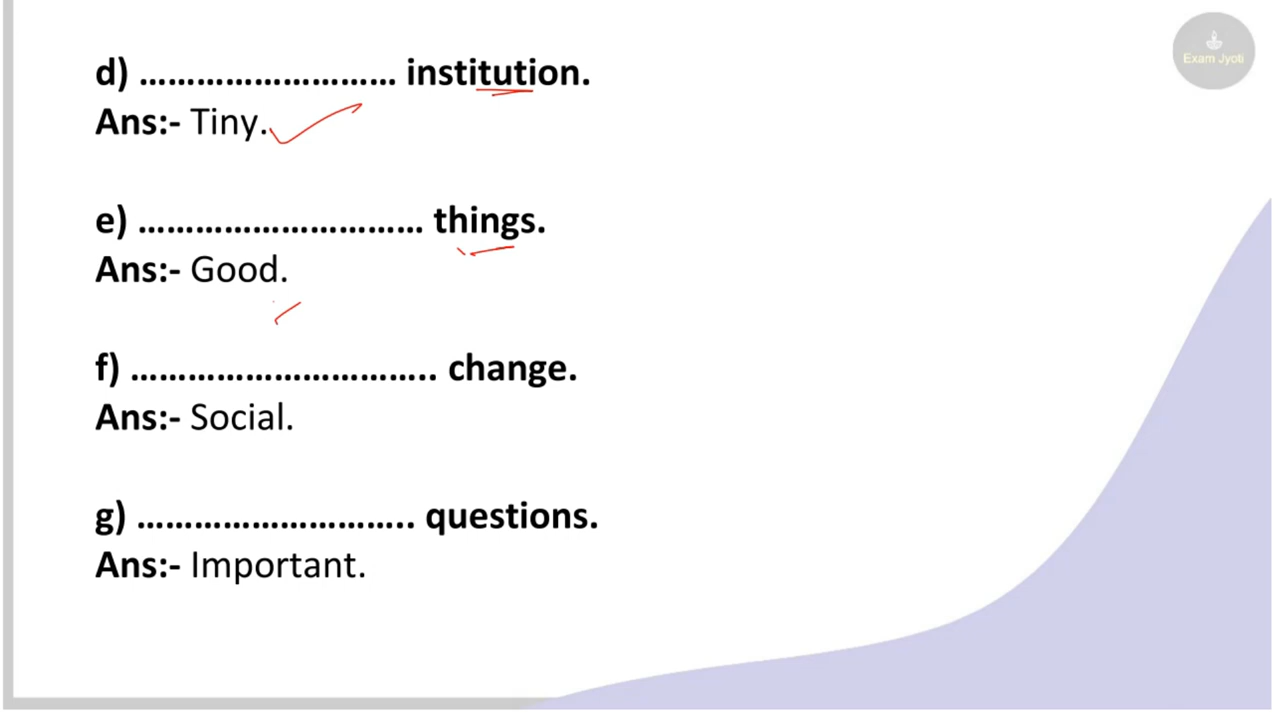 Exam Jyoti
d) ……………………… institution.
Ans:- Tiny.
e) ………………………… things.
Ans:- Good.
f) ………………………….. change.
Ans:- Social.
g) ……………………….. questions.
Ans:- Important.